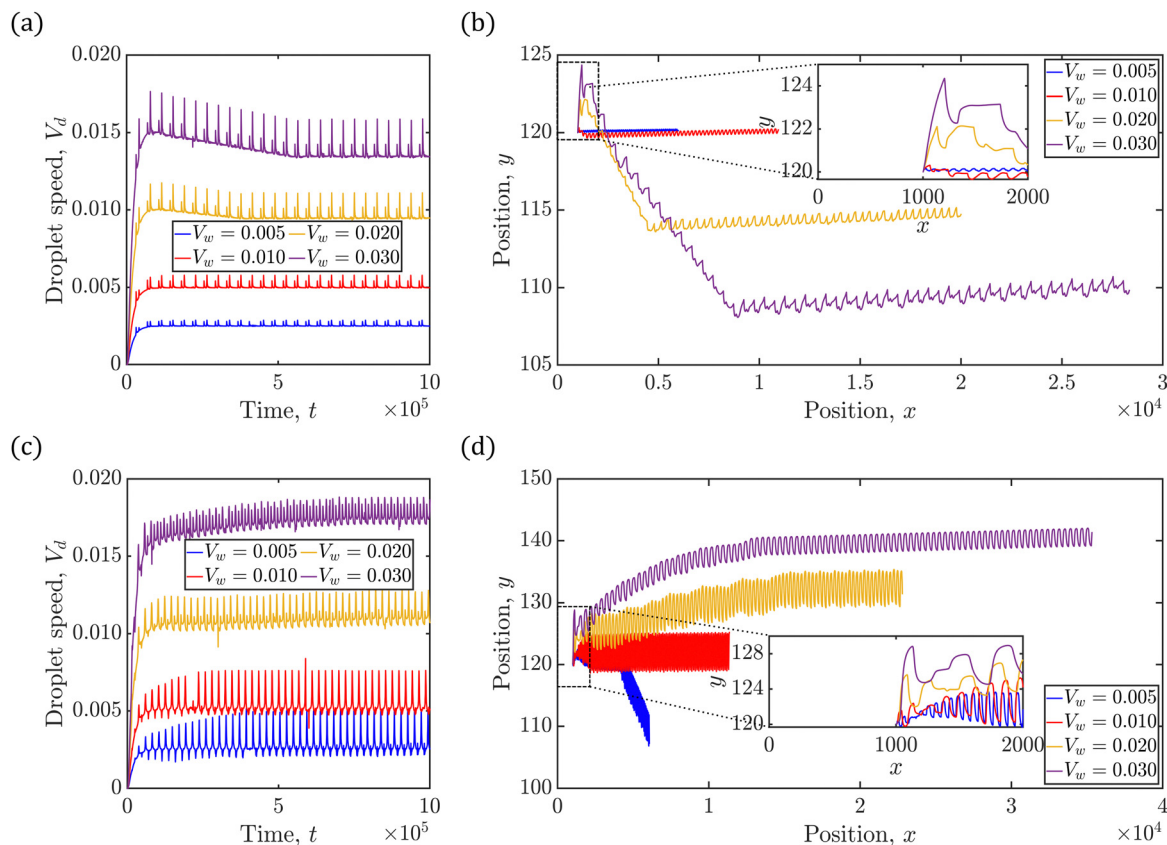 (a)
0.020
0.015
0.010
0.005
0
Droplet speed, V_d
V_w = 0.005 V_w = 0.020
V_w = 0.010 V_w = 0.030
0 5 10
Time, t ×10^5
(b)
125
120
115
110
105
Position, y
124
122
120
y
0 1000 2000
x
V_w = 0.005
V_w = 0.010
V_w = 0.020
V_w = 0.030
0 0.5 1 1.5 2 2.5 3
Position, x ×10^4
(c)
0.020
0.015
0.010
0.005
0
Droplet speed, V_d
V_w = 0.005 V_w = 0.020
V_w = 0.010 V_w = 0.030
0 5 10
Time, t ×10^5
(d)
150
140
130
120
110
100
Position, y
128
124
120
y
0 1000 2000
x
V_w = 0.005
V_w = 0.010
V_w = 0.020
V_w = 0.030
0 1 2 3 4
Position, x ×10^4